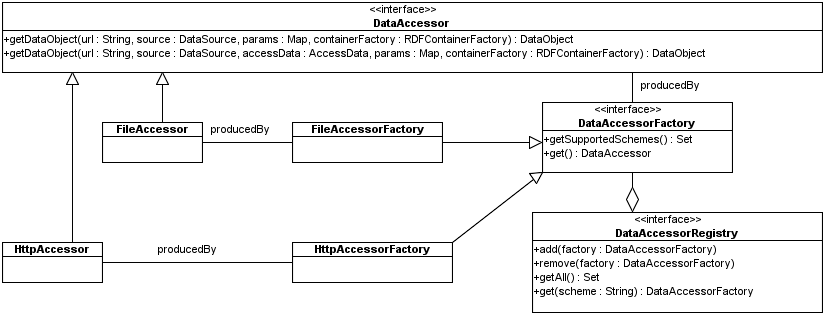 <<interface>>
DataAccessor
+getDataObject(url : String, source : DataSource, params : Map, containerFactory : RDFContainerFactory) : DataObject
+getDataObject(url : String, source : DataSource, accessData : AccessData, params : Map, containerFactory : RDFContainerFactory) : DataObject
producedBy
<<interface>>
DataAccessorFactory
+getSupportedSchemes() : Set
+get() : DataAccessor
FileAccessor
producedBy
FileAccessorFactory
<<interface>>
DataAccessorRegistry
+add(factory : DataAccessorFactory)
+remove(factory : DataAccessorFactory)
+getAll() : Set
+get(scheme : String) : DataAccessorFactory
HttpAccessor
producedBy
HttpAccessorFactory